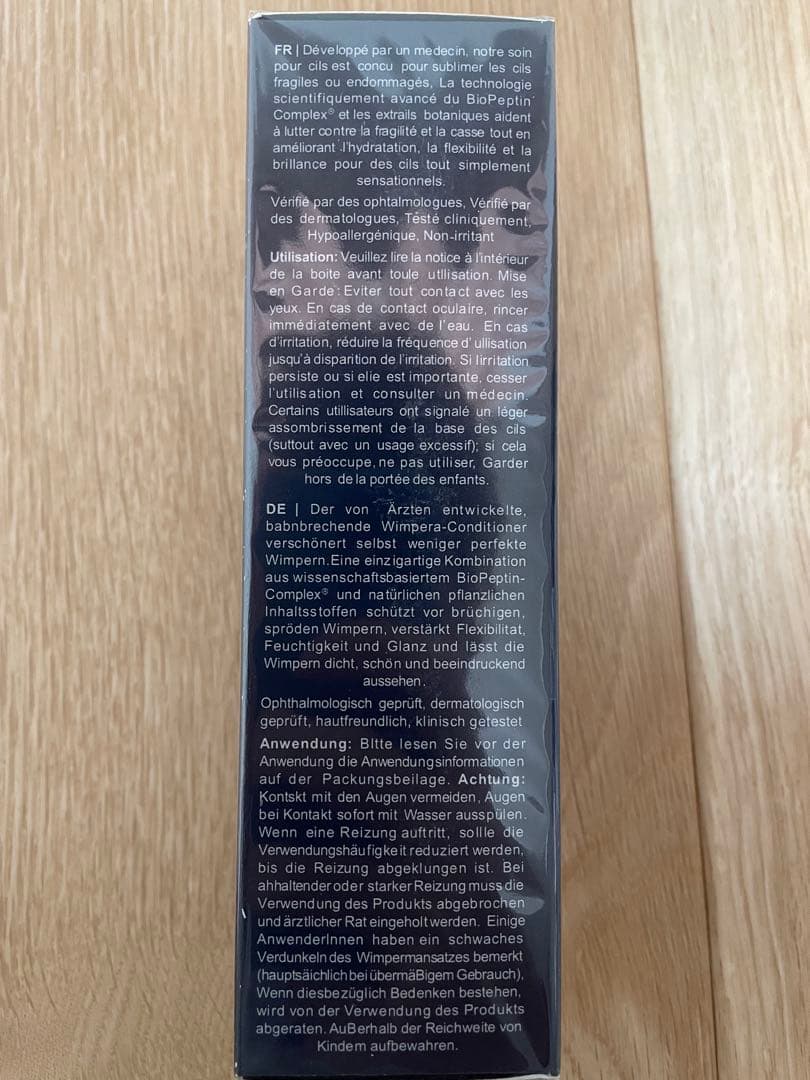 FR | Développé par un medecin, notre soin
pour cils est concu pour sublimer les cils
fragiles ou endommagés, La technologie
scientifiquement avancé du BioPeptin
Complex® et les extrails botaniques aident
à lutter contre la fragilité et la casse tout en
améliorant l'hydratation, la flexibilité et la
brillance pour des cils tout simplement
sensationnels.
Vérifié par des ophtalmologues, Vérifié par
des dermatologues, Testé cliniquement,
Hypoallergénique, Non-irritant
Utilisation: Veuillez lire la notice à l'intérieur
de la boite avant toule utllisation. Mise
en Garde: Eviter tout contact avec les
yeux. En cas de contact oculaire, rincer
immédiatement avec de l'eau. En cas
d'irritation, réduire la fréquence d' ullisation
jusqu'à disparition de l'irritation. Si lirritation
persiste ou si elie est importante, cesser
l'utilisation et consulter un médecin.
Certains utillisateurs ont signalé un léger
assombrissement de la base des cils
(suttout avec un usage excessif); si cela
vous préoccupe, ne pas utiliser, Garder
hors de la portée des enfants.
DE | Der von Ärzten entwickelte,
babnbrechende Wimpera-Conditioner
verschönert selbst weniger perfekte
Wimpern. Eine einzigartige Kombination
aus wissenschaftsbasiertem BioPeptin-
Complex® und natürlichen pflanzlichen
Inhaltsstoffen schützt vor brüchigen,
spröden Wimpern, verstärkt Flexibilitat,
Feuchtigkeit und Glanz und lässt die
Wimpern dicht, schön und beeindruckend
aussehen.
Ophthalmologisch geprüft, dermatologisch
geprüft, hautfreundlich, klinisch getestet
Anwendung: BItte lesen Sie vor der
Anwendung die Anwendungsinformationen
auf der Packungsbeilage. Achtung:
Kontskt mit den Augen vermeiden, Augen
bei Kontakt sofort mit Wasser ausspülen.
Wenn eine Reizung auftritt, sollle die
Verwendungshäufigkeit reduziert werden,
bis die Reizung abgeklungen ist. Bei
ahhaltender oder starker Reizung muss die
Verwendung des Produkts abgebrochen
und ärztlicher Rat eingeholt werden. Einige
AnwenderInnen haben ein schwaches
Verdunkeln des Wimpermansatzes bemerkt
(hauptsäichlich bei übermäBigem Gebrauch),
Wenn diesbezüglich Bedenken bestehen,
wird von der Verwendung des Produkts
abgeraten. AuBerhalb der Reichweite von
Kindem aufbewahren.